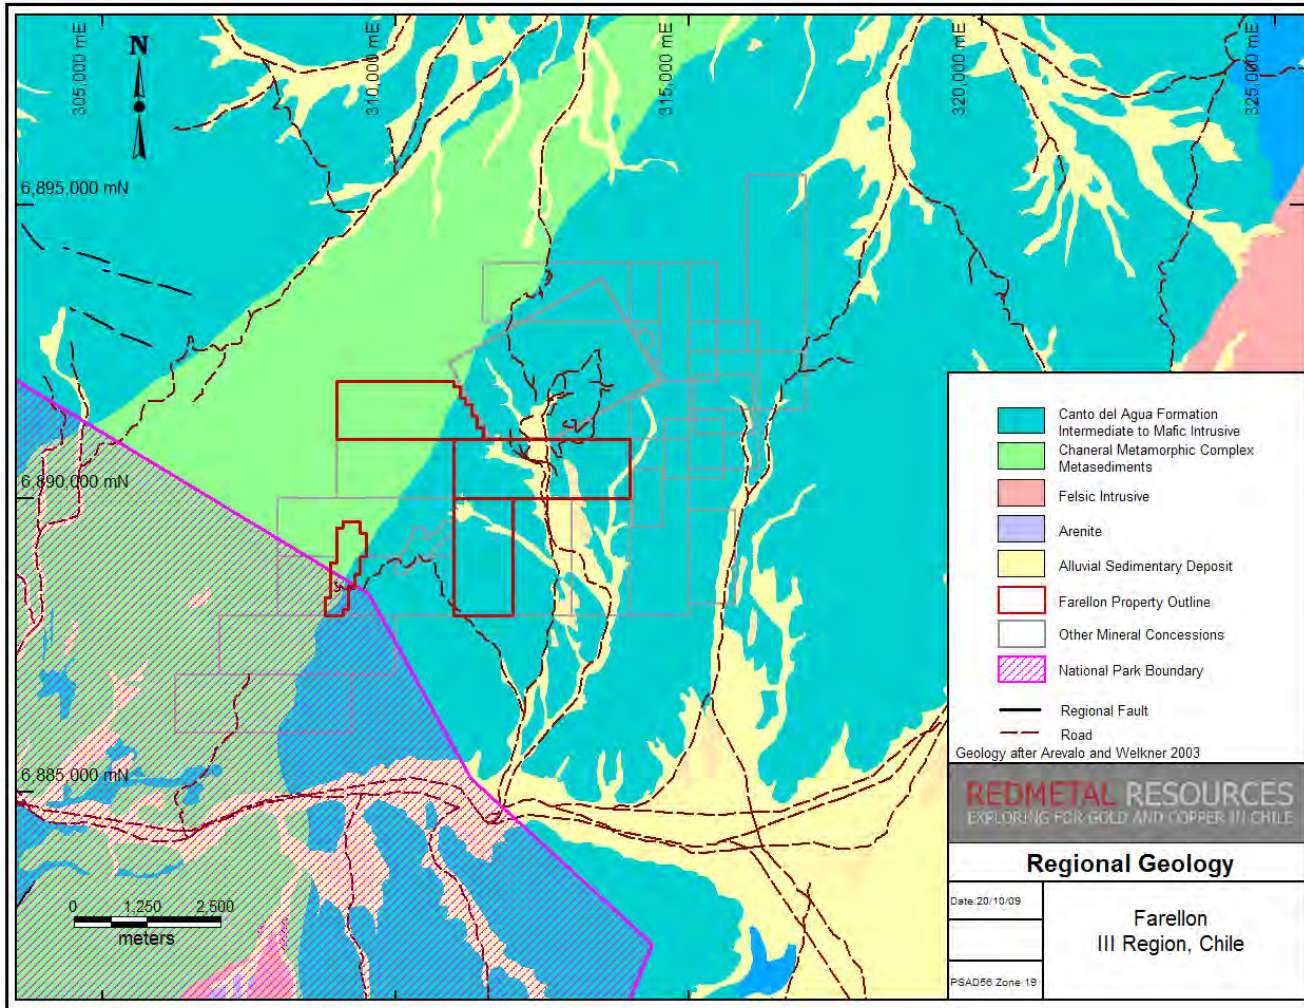 N
305,000 mE
310,000 mE
315,000 mE
320,000 mE
325,000 mE
6,895,000 mN
6,890,000 mN
6,885,000 mN
0 1,250 2,500
meters
Canto del Agua Formation
Intermediate to Mafic Intrusive
Chaneral Metamorphic Complex
Metasediments
Felsic Intrusive
Arenite
Alluvial Sedimentary Deposit
Farellon Property Outline
Other Mineral Concessions
National Park Boundary
Regional Fault
Road
Geology after Arevalo and Welkner 2003
REDMETAL RESOURCES
EXPLORING FOR GOLD AND COPPER IN CHILE
Regional Geology
Date:20/10/09
Farellon
III Region, Chile
PSAD56 Zone 19